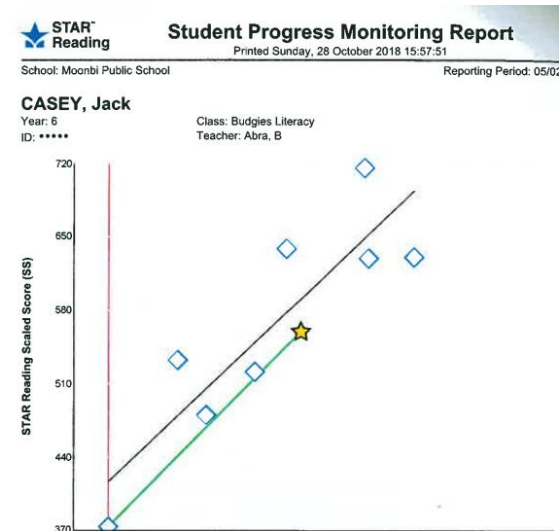 STAR™
Reading
Student Progress Monitoring Report
Printed Sunday, 28 October 2018 15:57:51
School: Moonbi Public School
Reporting Period: 05/02
CASEY, Jack
Year: 6
Class: Budgies Literacy
ID: •••••
Teacher: Abra, B
STAR Reading Scaled Score (SS)
720
650
580
510
440
370